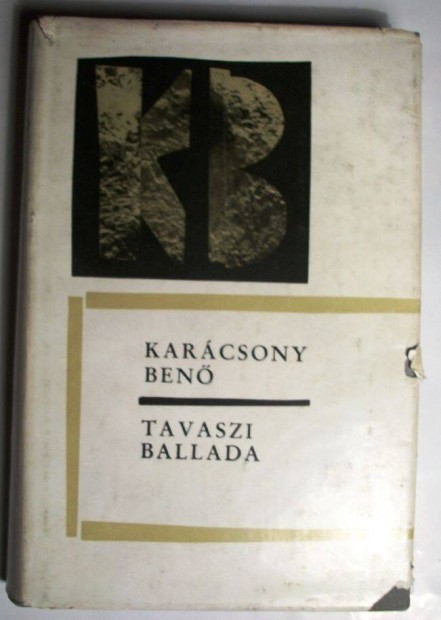 KB
KARÁCSONY
BENŐ
TAVASZI
BALLADA